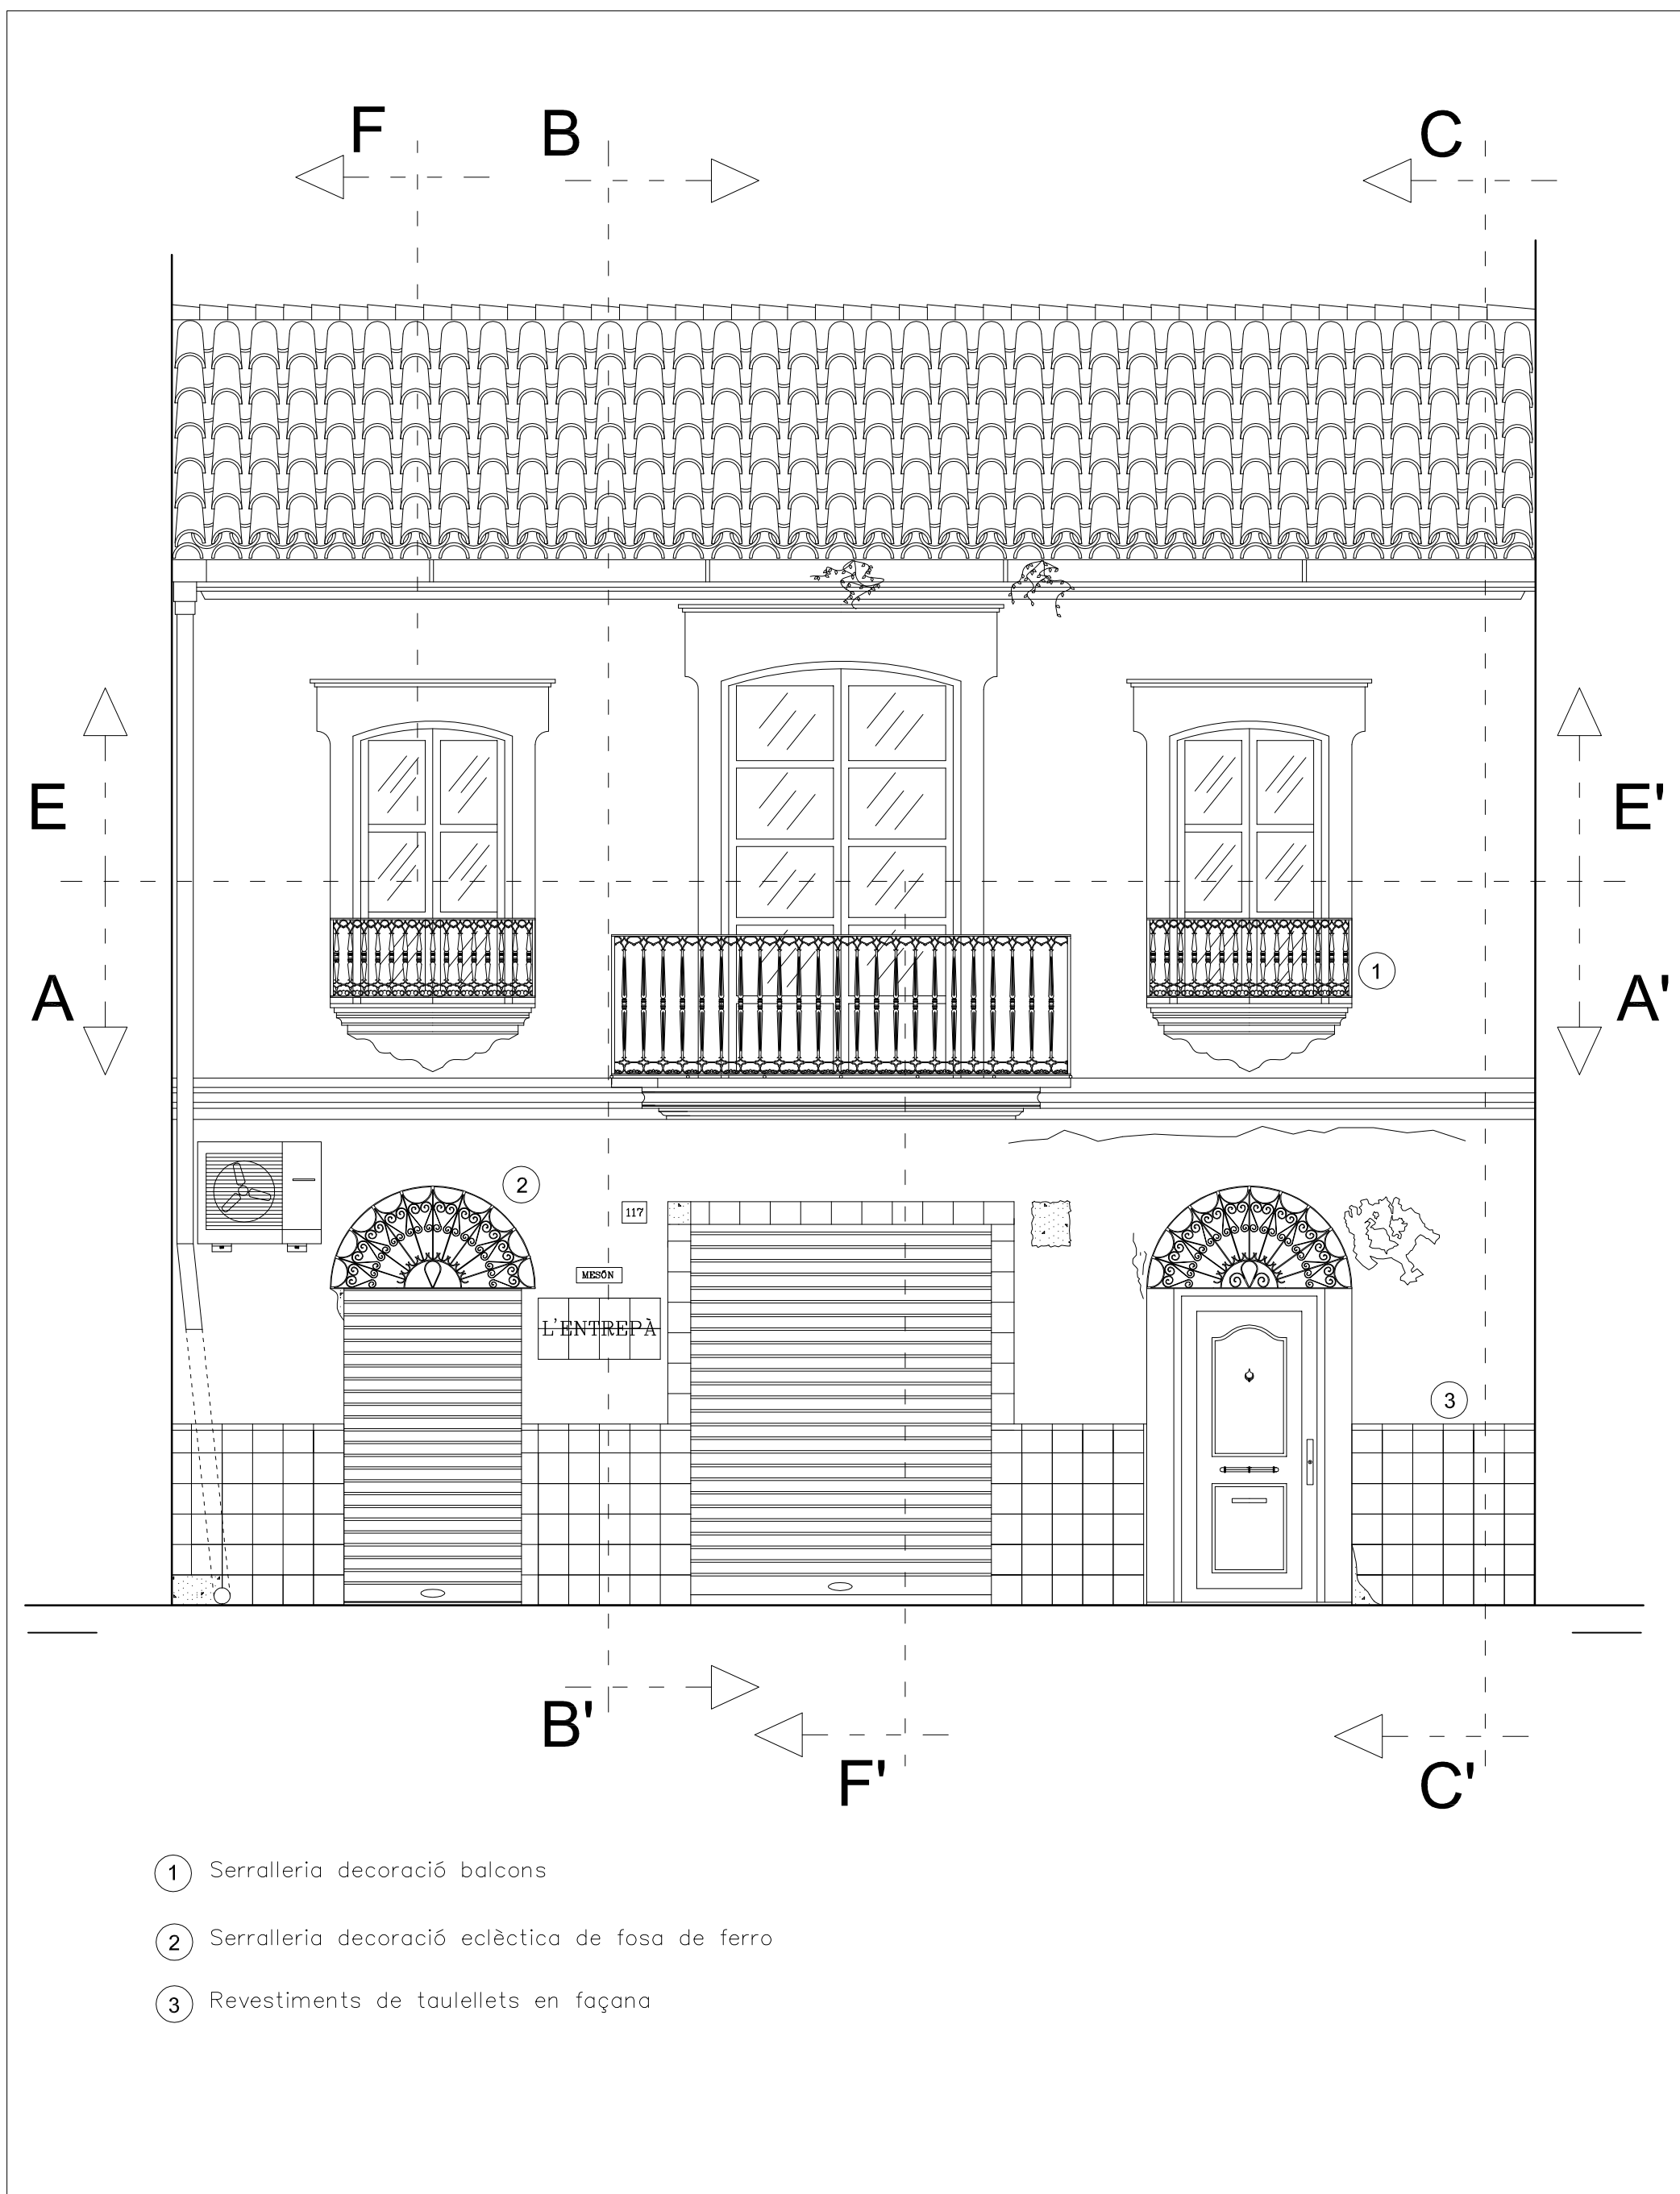 F B C
E E'
A A'
1
2
117
MESÓN
L'ENTREPÀ
3
B'
F'
C'
1 Serralleria decoració balcons
2 Serralleria decoració eclèctica de fosa de ferro
3 Revestiments de taulellets en façana